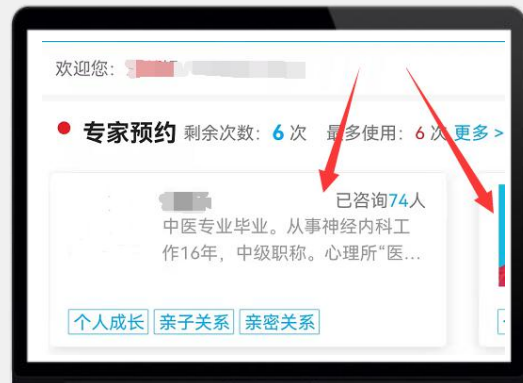 欢迎您：
专家预约 剩余次数：6 次 最多使用：6 次 更多 >
已咨询74人
中医专业毕业。从事神经内科工
作16年，中级职称。心理所“医...
个人成长 亲子关系 亲密关系